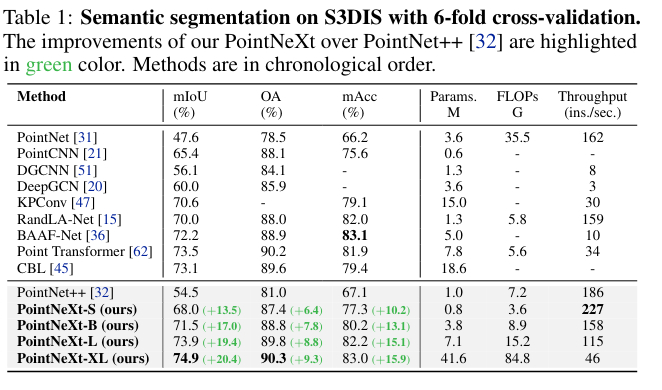 Table 1: Semantic segmentation on S3DIS with 6-fold cross-validation.
The improvements of our PointNeXt over PointNet++ [32] are highlighted
in green color. Methods are in chronological order.
Method mIoU OA mAcc Params. FLOPs Throughput
(%) (%) (%) M G (ins./sec.)
PointNet [31] 47.6 78.5 66.2 3.6 35.5 162
PointCNN [21] 65.4 88.1 75.6 0.6 - -
DGCNN [51] 56.1 84.1 - 1.3 - 8
DeepGCN [20] 60.0 85.9 - 3.6 - 3
KPConv [47] 70.6 - 79.1 15.0 - 30
RandLA-Net [15] 70.0 88.0 82.0 1.3 5.8 159
BAAF-Net [36] 72.2 88.9 83.1 5.0 - 10
Point Transformer [62] 73.5 90.2 81.9 7.8 5.6 34
CBL [45] 73.1 89.6 79.4 18.6 - -
PointNet++ [32] 54.5 81.0 67.1 1.0 7.2 186
PointNeXt-S (ours) 68.0 (+13.5) 87.4 (+6.4) 77.3 (+10.2) 0.8 3.6 227
PointNeXt-B (ours) 71.5 (+17.0) 88.8 (+7.8) 80.2 (+13.1) 3.8 8.9 158
PointNeXt-L (ours) 73.9 (+19.4) 89.8 (+8.8) 82.2 (+15.1) 7.1 15.2 115
PointNeXt-XL (ours) 74.9 (+20.4) 90.3 (+9.3) 83.0 (+15.9) 41.6 84.8 46